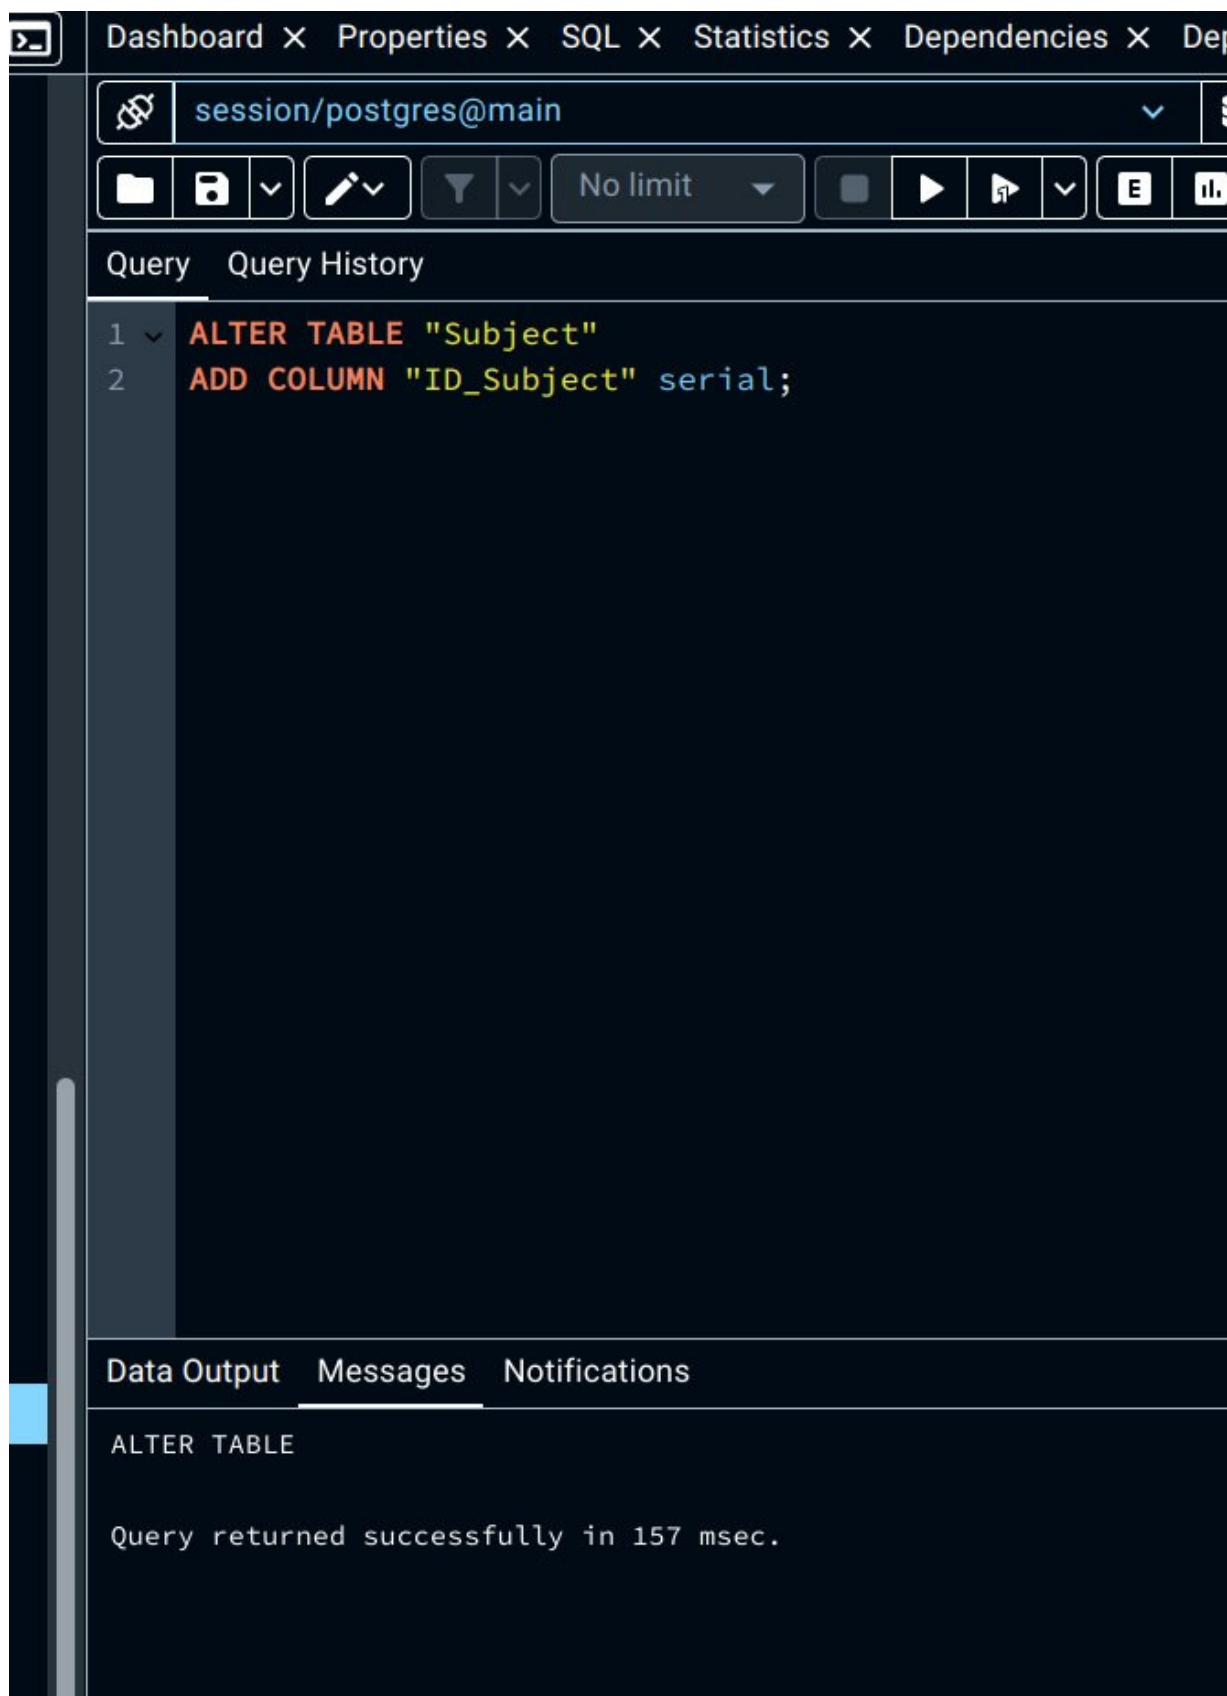 Dashboard Properties SQL Statistics Dependencies
session/postgres@main
No limit E
Query Query History
1 ALTER TABLE "Subject"
2 ADD COLUMN "ID_Subject" serial;
Data Output Messages Notifications
ALTER TABLE
Query returned successfully in 157 msec.